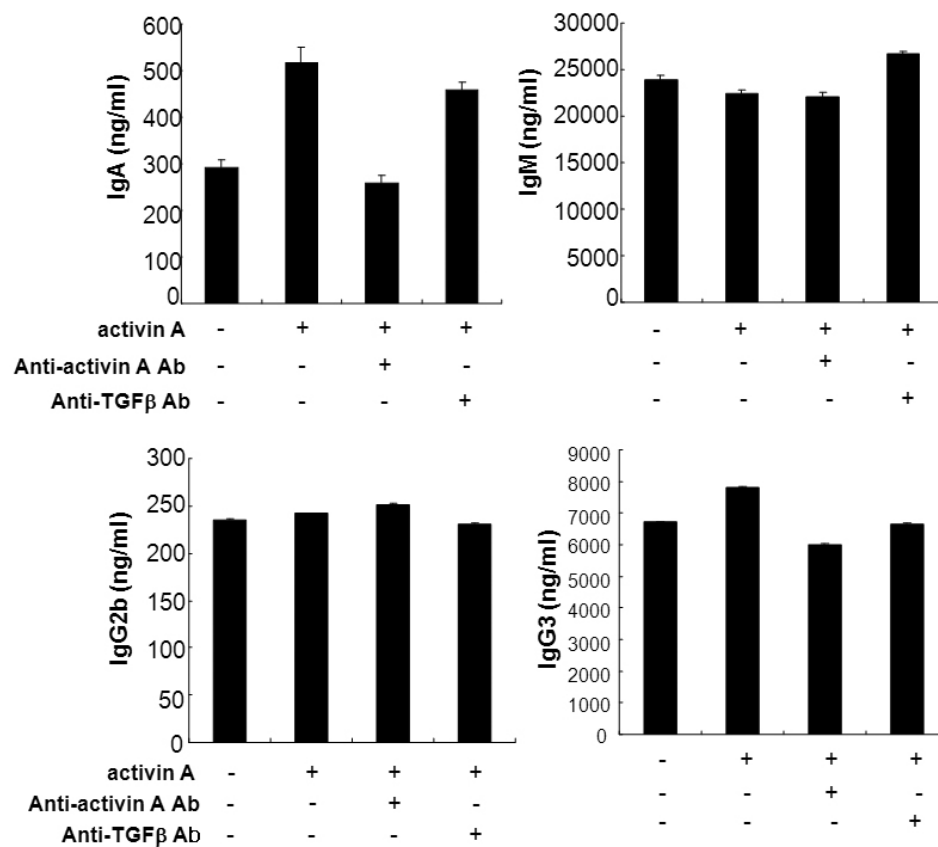 600
500
400
300
200
100
0
IgA (ng/ml)
activin A - + + +
Anti-activin A Ab - - + -
Anti-TGFβ Ab - - - +
30000
25000
20000
15000
10000
5000
0
IgM (ng/ml)
- + + +
- - + -
- - - +
300
250
200
150
100
50
0
IgG2b (ng/ml)
activin A - + + +
Anti-activin A Ab - - + -
Anti-TGFβ Ab - - - +
9000
8000
7000
6000
5000
4000
3000
2000
1000
0
IgG3 (ng/ml)
- + + +
- - + -
- - - +